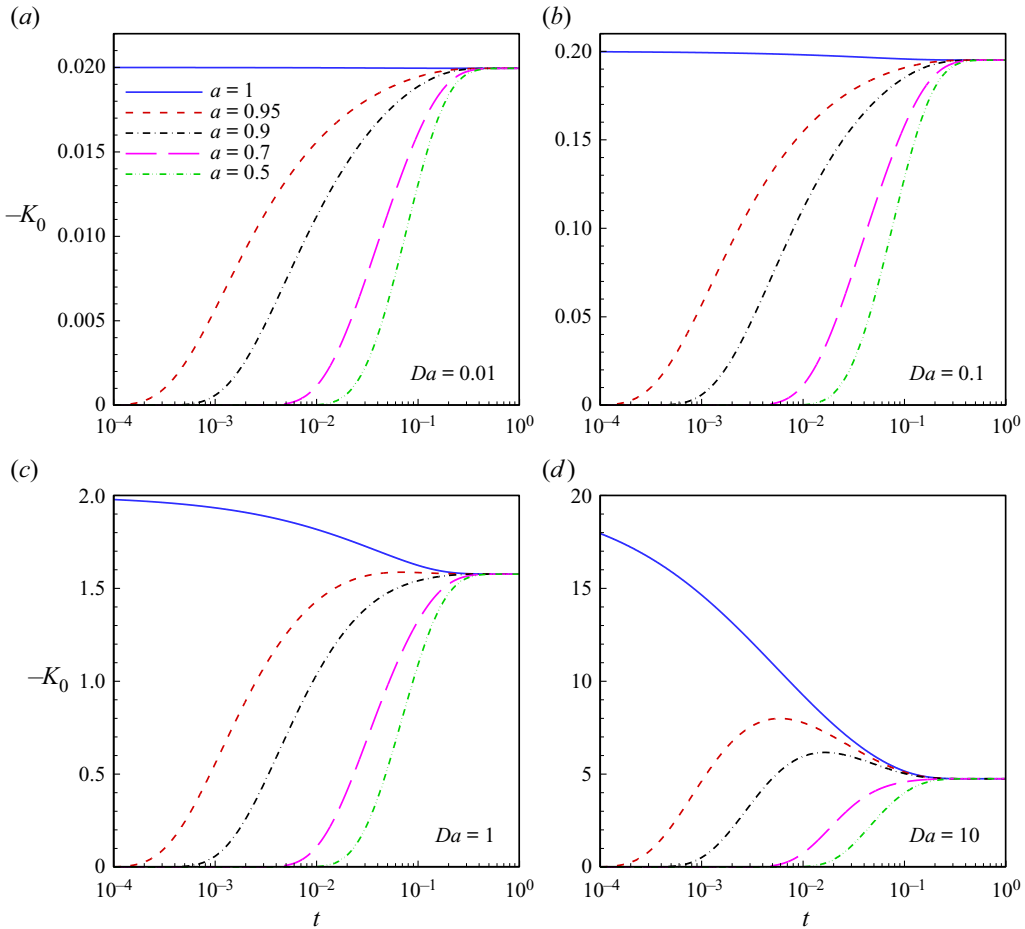 (a)
0.020
0.015
0.010
0.005
0
–K0
a = 1
a = 0.95
a = 0.9
a = 0.7
a = 0.5
Da = 0.01
10–4 10–3 10–2 10–1 100
(b)
0.20
0.15
0.10
0.05
0
Da = 0.1
10–4 10–3 10–2 10–1 100
(c)
2.0
1.5
1.0
0.5
0
–K0
Da = 1
10–4 10–3 10–2 10–1 100
t
(d)
20
15
10
5
0
Da = 10
10–4 10–3 10–2 10–1 100
t